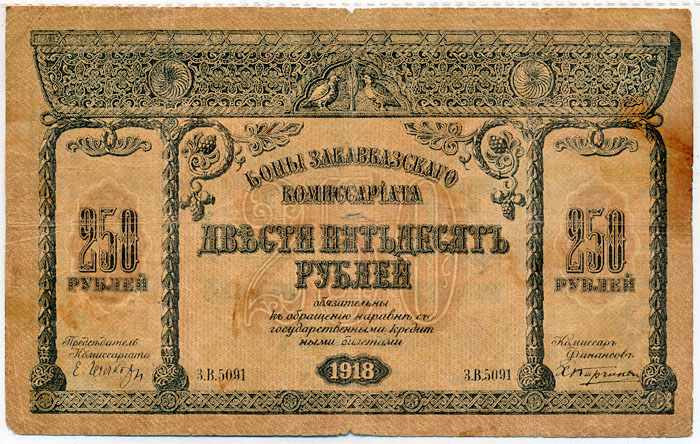 Боны Закавказскаго
Комиссаріата
ДВѢСТИ ПЯТЬДЕСЯТЪ
РУБЛЕЙ
250
РУБЛЕЙ
250
РУБЛЕЙ
обязательны
къ обращенію наравнѣ съ
государственными кредит
ными билетами
Предсѣдатель
Комиссаріата
Комиссаръ
Финансовъ
З.В.5091
1918
З.В.5091